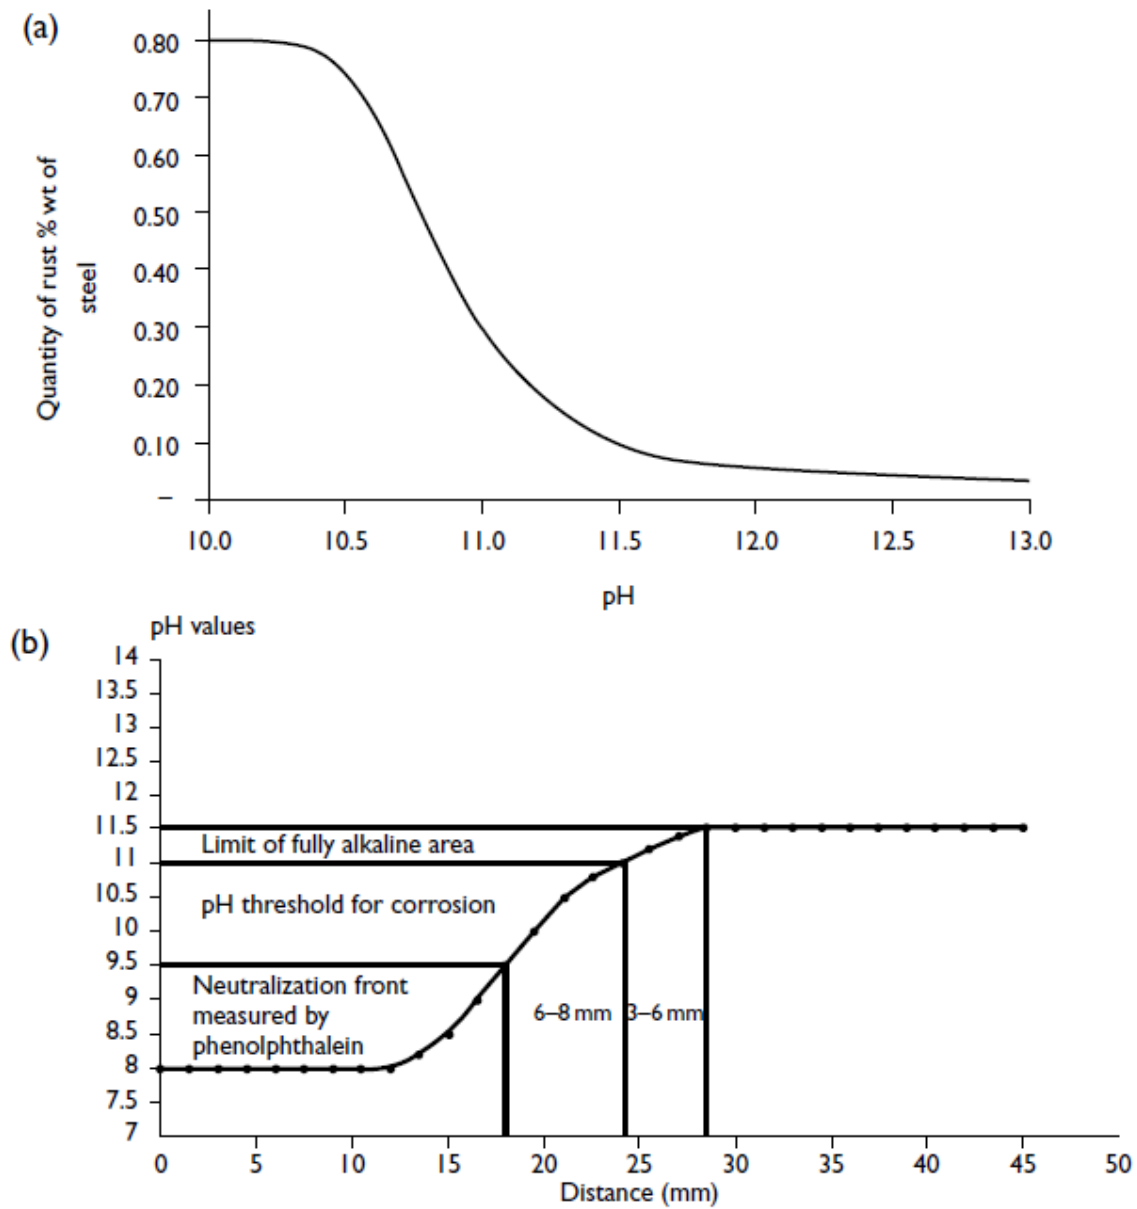 (a)
0.80
0.70
0.60
0.50
0.40
0.30
0.20
0.10
–
Quantity of rust % wt of
steel
10.0 10.5 11.0 11.5 12.0 12.5 13.0
pH
(b)
pH values
14
13.5
13
12.5
12
11.5
Limit of fully alkaline area
11
10.5
pH threshold for corrosion
10
9.5
Neutralization front
9
measured by
6–8 mm
3–6 mm
8.5
phenolphthalein
8
7.5
7
0 5 10 15 20 25 30 35 40 45 50
Distance (mm)